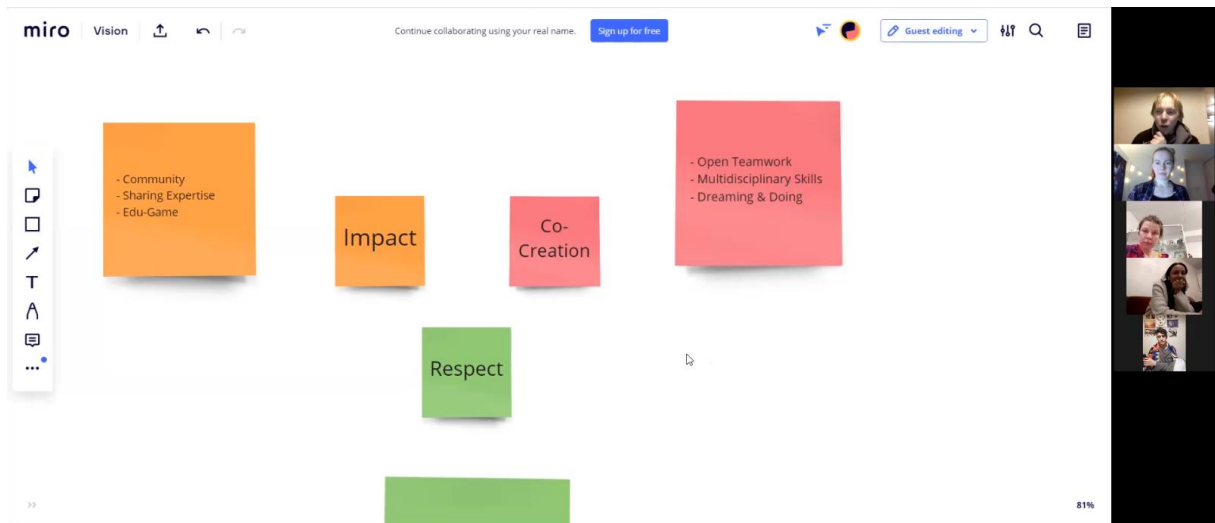 miro
Vision
Continue collaborating using your real name.
Sign up for free
Guest editing
- Community
- Sharing Expertise
- Edu-Game
Impact
Co-
Creation
- Open Teamwork
- Multidisciplinary Skills
- Dreaming & Doing
Respect
81%